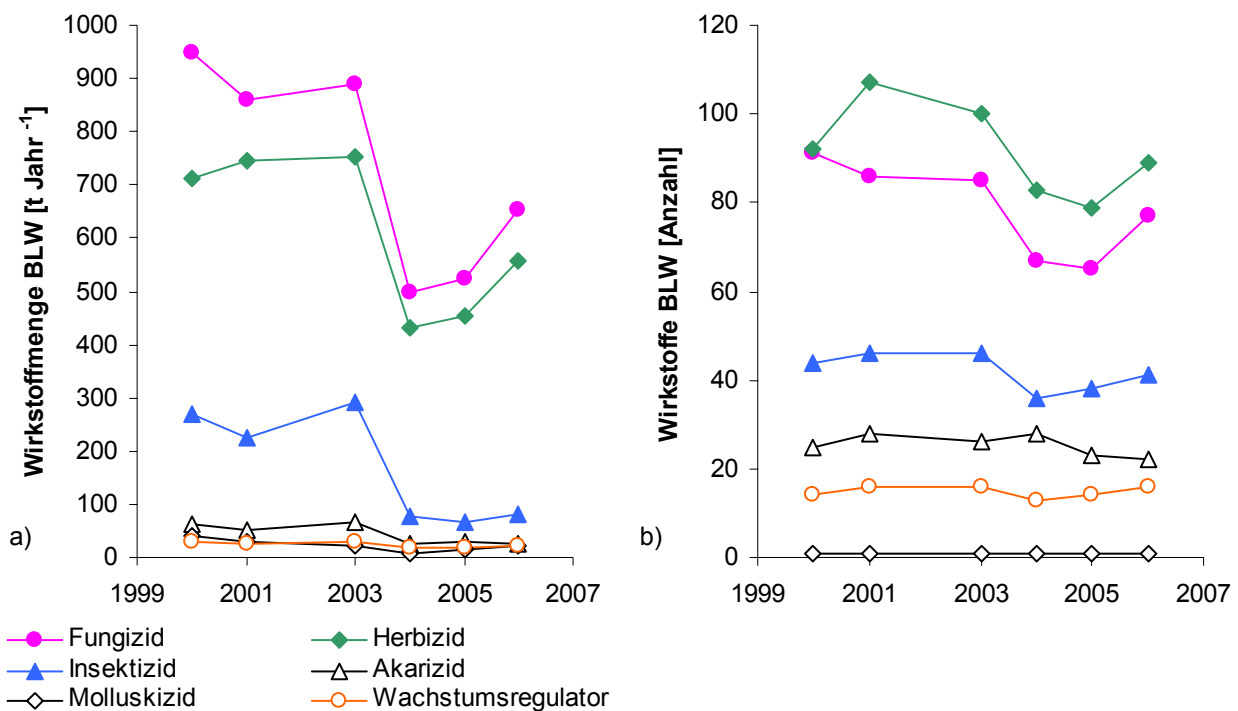 Wirkstoffmenge BLW [t Jahr -1]
1000
900
800
700
600
500
400
300
200
100
0
1999 2001 2003 2005 2007
a)
Wirkstoffe BLW [Anzahl]
120
100
80
60
40
20
0
1999 2001 2003 2005 2007
b)
Fungizid Herbizid
Insektizid Akarizid
Molluskizid Wachstumsregulator